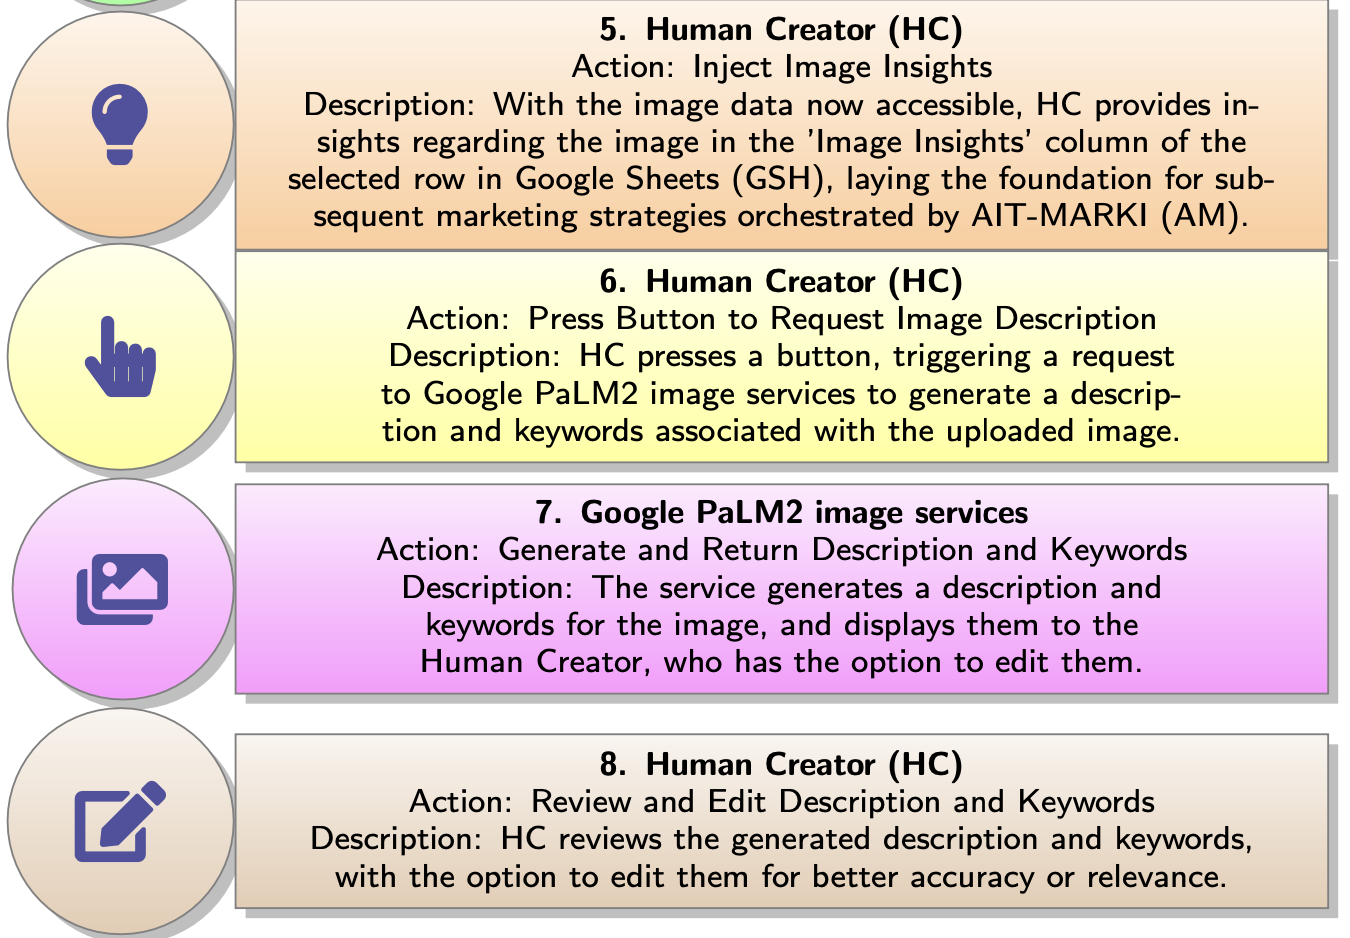 5. Human Creator (HC)
Action: Inject Image Insights
Description: With the image data now accessible, HC provides in-
sights regarding the image in the 'Image Insights' column of the
selected row in Google Sheets (GSH), laying the foundation for sub-
sequent marketing strategies orchestrated by AIT-MARKI (AM).
6. Human Creator (HC)
Action: Press Button to Request Image Description
Description: HC presses a button, triggering a request
to Google PaLM2 image services to generate a descrip-
tion and keywords associated with the uploaded image.
7. Google PaLM2 image services
Action: Generate and Return Description and Keywords
Description: The service generates a description and
keywords for the image, and displays them to the
Human Creator, who has the option to edit them.
8. Human Creator (HC)
Action: Review and Edit Description and Keywords
Description: HC reviews the generated description and keywords,
with the option to edit them for better accuracy or relevance.